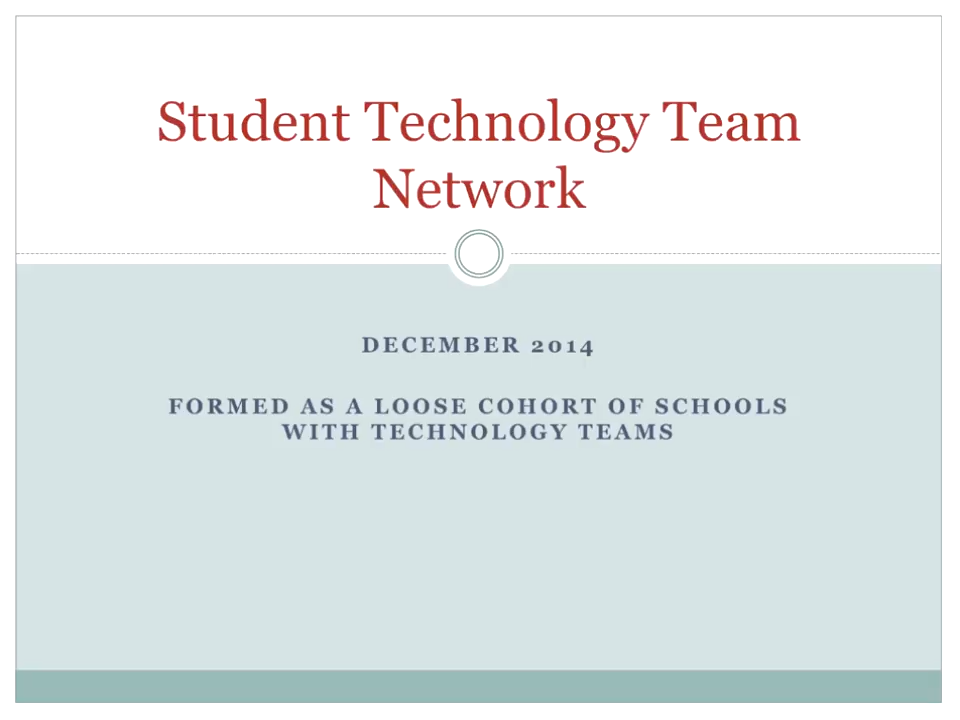 Student Technology Team
Network
DECEMBER 2014
FORMED AS A LOOSE COHORT OF SCHOOLS
WITH TECHNOLOGY TEAMS